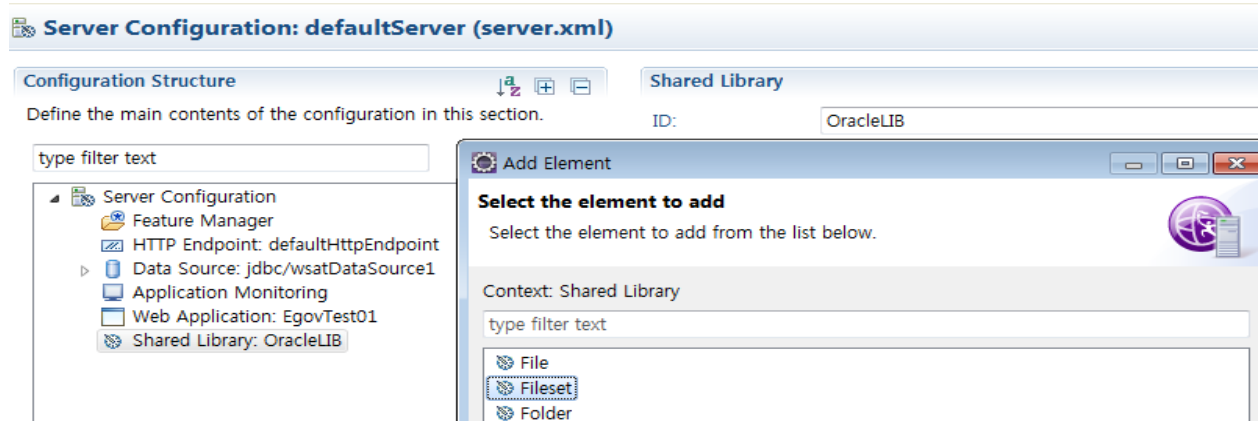 Server Configuration: defaultServer (server.xml)
Configuration Structure
Define the main contents of the configuration in this section.
type filter text
Server Configuration
Feature Manager
HTTP Endpoint: defaultHttpEndpoint
Data Source: jdbc/wsatDataSource1
Application Monitoring
Web Application: EgovTest01
Shared Library: OracleLIB
Shared Library
ID: OracleLIB
Add Element
Select the element to add
Select the element to add from the list below.
Context: Shared Library
type filter text
File
Fileset
Folder